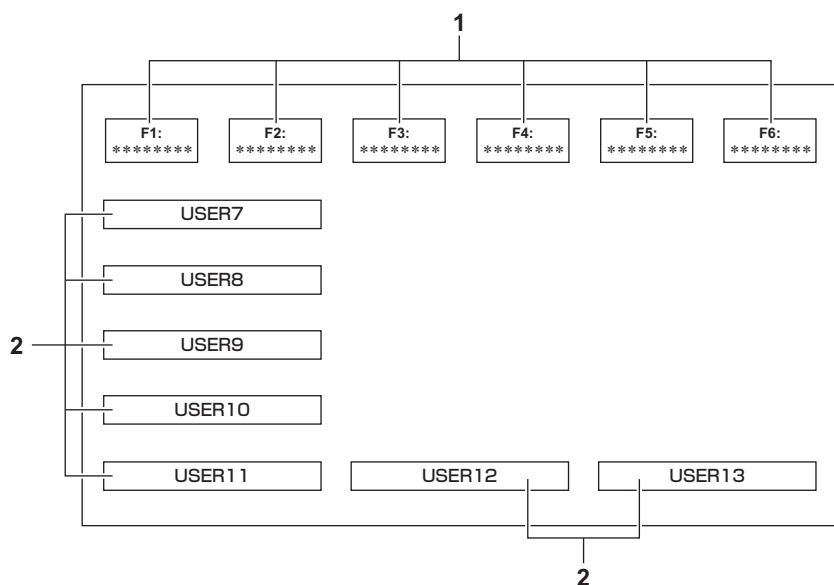 1
F1: F2: F3: F4: F5: F6:
******** ******** ******** ******** ******** ********
USER7
USER8
2 USER9
USER10
USER11 USER12 USER13
2